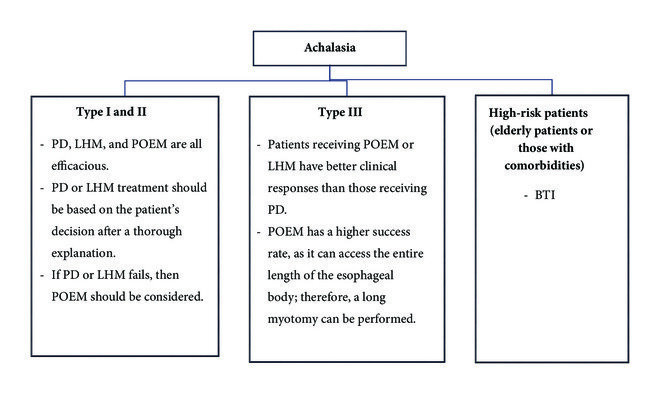 Achalasia
Type I and II
- PD, LHM, and POEM are all
efficacious.
- PD or LHM treatment should
be based on the patient's
decision after a thorough
explanation.
- If PD or LHM fails, then
POEM should be considered.
Type III
- Patients receiving POEM or
LHM have better clinical
responses than those receiving
PD.
- POEM has a higher success
rate, as it can access the entire
length of the esophageal
body; therefore, a long
myotomy can be performed.
High-risk patients
(elderly patients or
those with
comorbidities)
- BTI